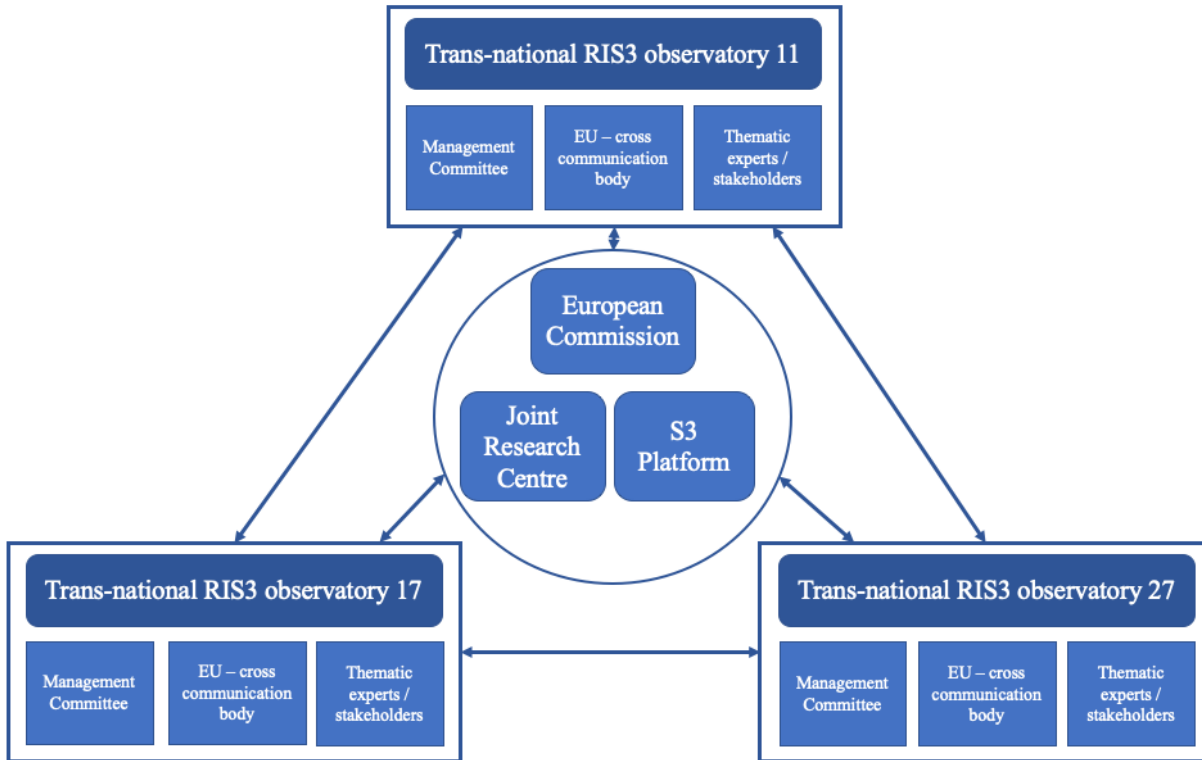 Trans-national RIS3 observatory 11
Management
Committee
EU – cross
communication
body
Thematic
experts /
stakeholders
European
Commission
Joint
Research
Centre
S3
Platform
Trans-national RIS3 observatory 17
Management
Committee
EU – cross
communication
body
Thematic
experts /
stakeholders
Trans-national RIS3 observatory 27
Management
Committee
EU – cross
communication
body
Thematic
experts /
stakeholders